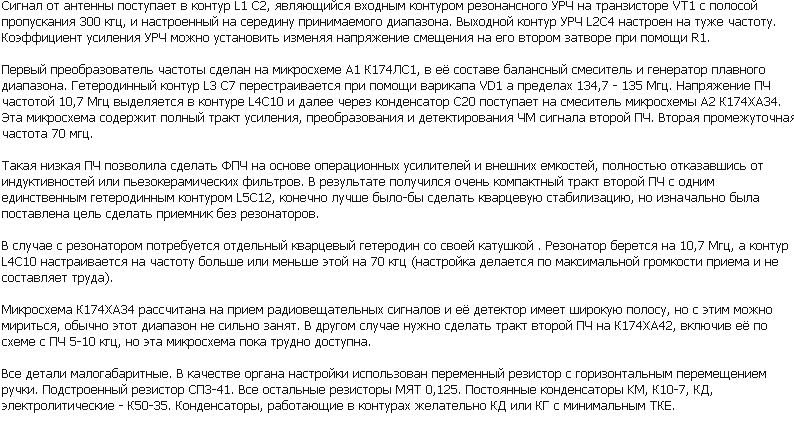 Сигнал от антенны поступает в контур L1 C2, являющийся входным контуром резонансного УРЧ на транзисторе VT1 с полосой
пропускания 300 кгц, и настроенный на середину принимаемого диапазона. Выходной контур УРЧ L2C4 настроен на туже частоту.
Коэффициент усиления УРЧ можно установить изменяя напряжение смещения на его втором затворе при помощи R1.
Первый преобразователь частоты сделан на микросхеме А1 К174ЛС1, в её составе балансный смеситель и генератор плавного
диапазона. Гетеродинный контур L3 C7 перестраивается при помощи варикапа VD1 а пределах 134,7 - 135 Мгц. Напряжение ПЧ
частотой 10,7 Мгц выделяется в контуре L4C10 и далее через конденсатор С20 поступает на смеситель микросхемы А2 К174ХА34.
Эта микросхема содержит полный тракт усиления, преобразования и детектирования ЧМ сигнала второй ПЧ. Вторая промежуточная
частота 70 мгц.
Такая низкая ПЧ позволила сделать ФПЧ на основе операционных усилителей и внешних емкостей, полностью отказавшись от
индуктивностей или пьезокерамических фильтров. В результате получился очень компактный тракт второй ПЧ с одним
единственным гетеродинным контуром L5C12, конечно лучше было-бы сделать кварцевую стабилизацию, но изначально была
поставлена цель сделать приемник без резонаторов.
В случае с резонатором потребуется отдельный кварцевый гетеродин со своей катушкой . Резонатор берется на 10,7 Мгц, а контур
L4C10 настраивается на частоту больше или меньше этой на 70 кгц (настройка делается по максимальной громкости приема и не
составляет труда).
Микросхема К174ХА34 рассчитана на прием радиовещательных сигналов и её детектор имеет широкую полосу, но с этим можно
мириться, обычно этот диапазон не сильно занят. В другом случае нужно сделать тракт второй ПЧ на К174ХА42, включив её по
схеме с ПЧ 5-10 кгц, но эта микросхема пока трудно доступна.
Все детали малогабаритные. В качестве органа настройки использован переменный резистор с горизонтальным перемещением
ручки. Подстроенный резистор СП3-41. Все остальные резисторы МЯТ 0,125. Постоянные конденсаторы КМ, К10-7, КД,
электролитические - К50-35. Конденсаторы, работающие в контурах желательно КД или КГ с минимальным ТКЕ.